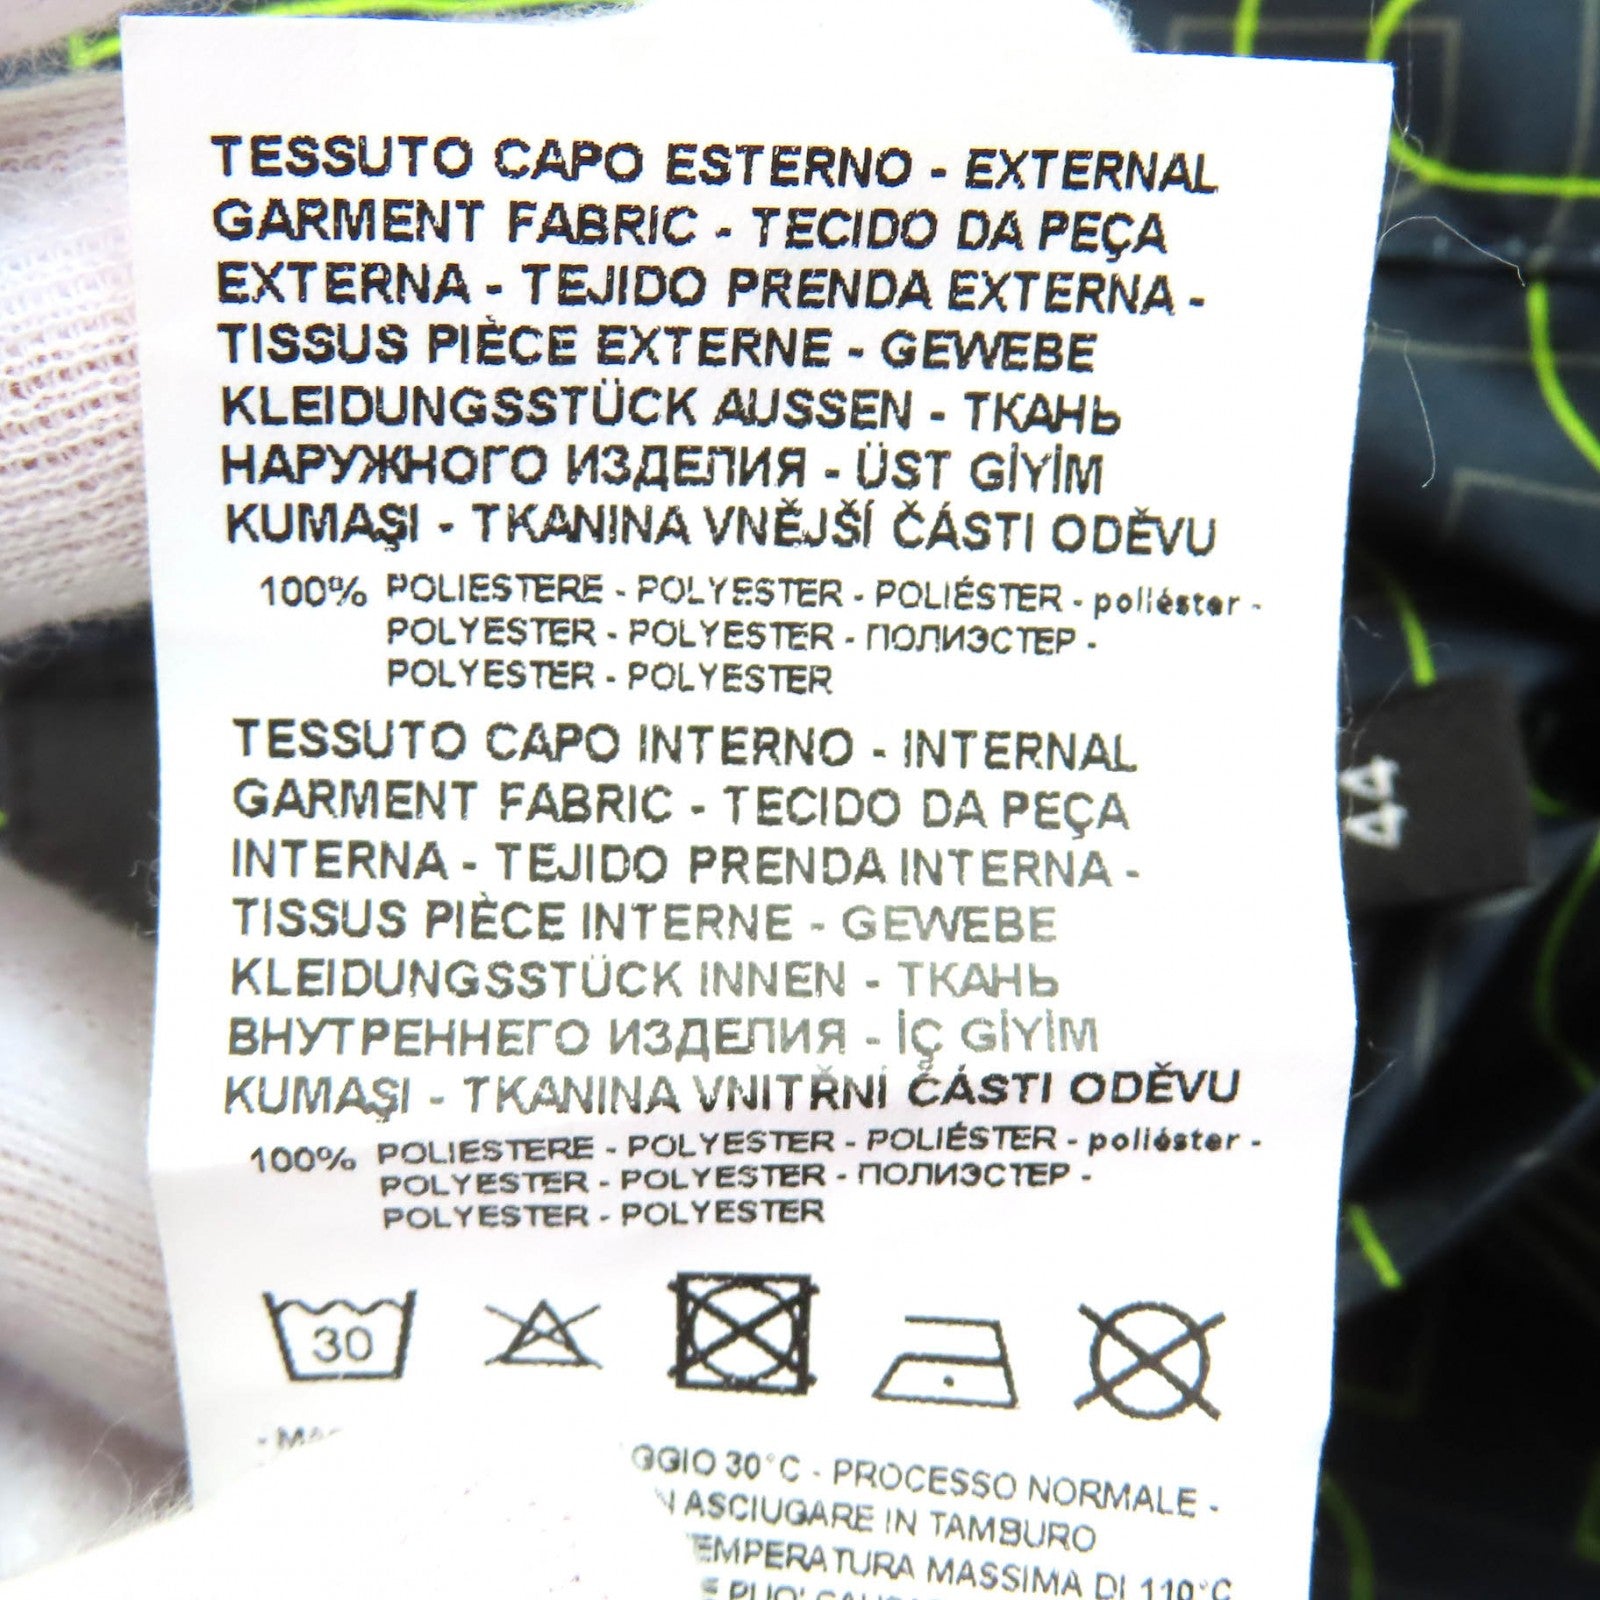 TESSUTO CAPO ESTERNO - EXTERNAL
GARMENT FABRIC - TECIDO DA PEÇA
EXTERNA - TEJIDO PRENDA EXTERNA -
TISSUS PIÈCE EXTERNE - GEWEBE
KLEIDUNGSSTÜCK AUSSEN - ТКАНЬ
НАРУЖНОГО ИЗДЕЛИЯ - ÜST GİYİM
KUMAŞI - TKANINA VNĚJŠÍ ČÁSTI ODĚVU
100% POLIESTERE - POLYESTER - POLIÉSTER - poliéster -
POLYESTER - POLYESTER - ПОЛИЭСТЕР -
POLYESTER - POLYESTER
TESSUTO CAPO INTERNO - INTERNAL
GARMENT FABRIC - TECIDO DA PEÇA
INTERNA - TEJIDO PRENDA INTERNA -
TISSUS PIÈCE INTERNE - GEWEBE
KLEIDUNGSSTÜCK INNEN - ТКАНЬ
ВНУТРЕННЕГО ИЗДЕЛИЯ - İÇ GİYİM
KUMAŞI - TKANINA VNITŘNÍ ČÁSTI ODĚVU
100% POLIESTERE - POLYESTER - POLIÉSTER - poliéster -
POLYESTER - POLYESTER - ПОЛИЭСТЕР -
POLYESTER - POLYESTER
30
30°C - PROCESSO NORMALE -
ASCIUGARE IN TAMBURO
TEMPERATURA MASSIMA DI 110°C
PUO'
44